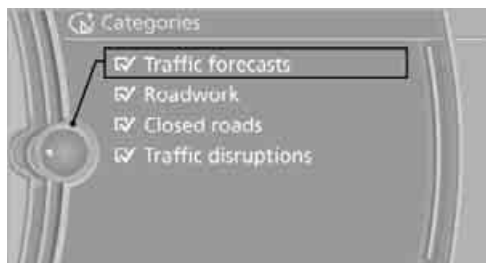 Categories
Traffic forecasts
Roadwork
Closed roads
Traffic disruptions